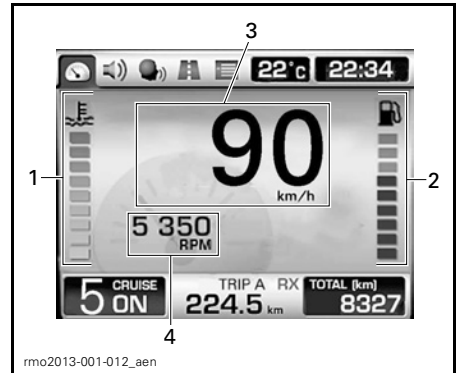 3
22°c 22:34
1
90
km/h
2
5 350
RPM
5 CRUISE ON
TRIP A RX
224.5 km
TOTAL (km)
8327
4
rmo2013-001-012_aen